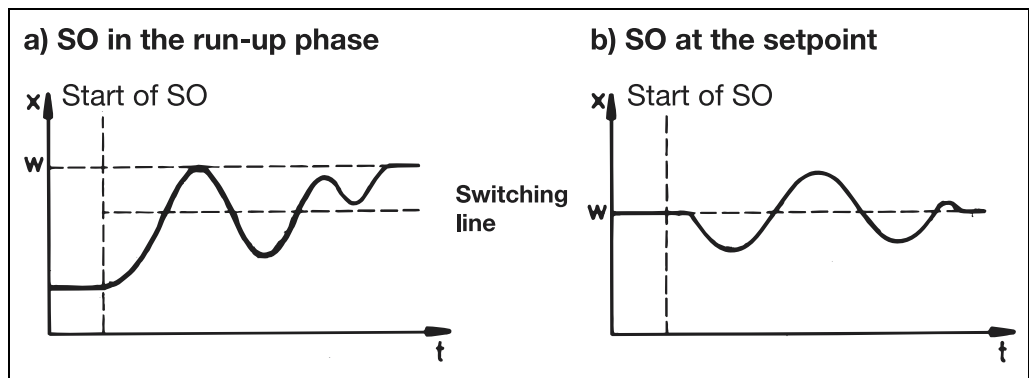 a) SO in the run-up phase
x Start of SO
w
t
Switching
line
b) SO at the setpoint
x Start of SO
w
t